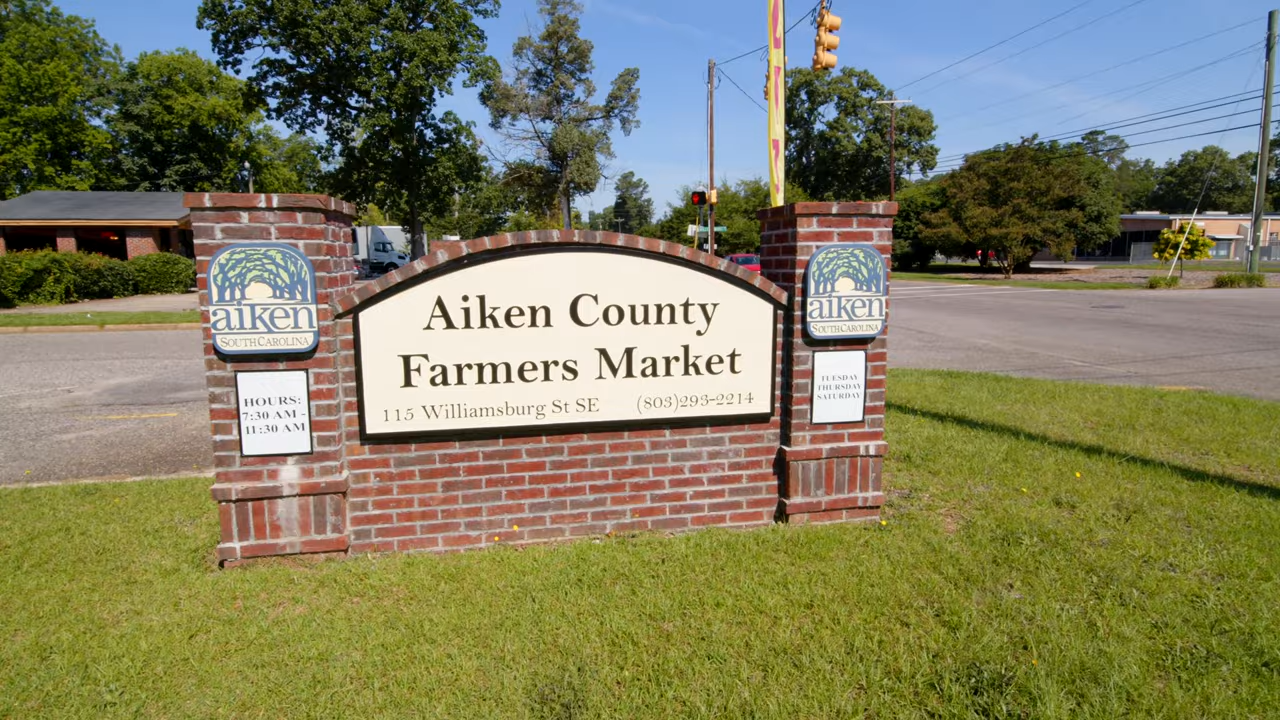 aiken
SOUTH CAROLINA
HOURS:
7:30 AM -
11:30 AM
Aiken County
Farmers Market
115 Williamsburg St SE (803)293-2214
aiken
SOUTH CAROLINA
TUESDAY
THURSDAY
SATURDAY